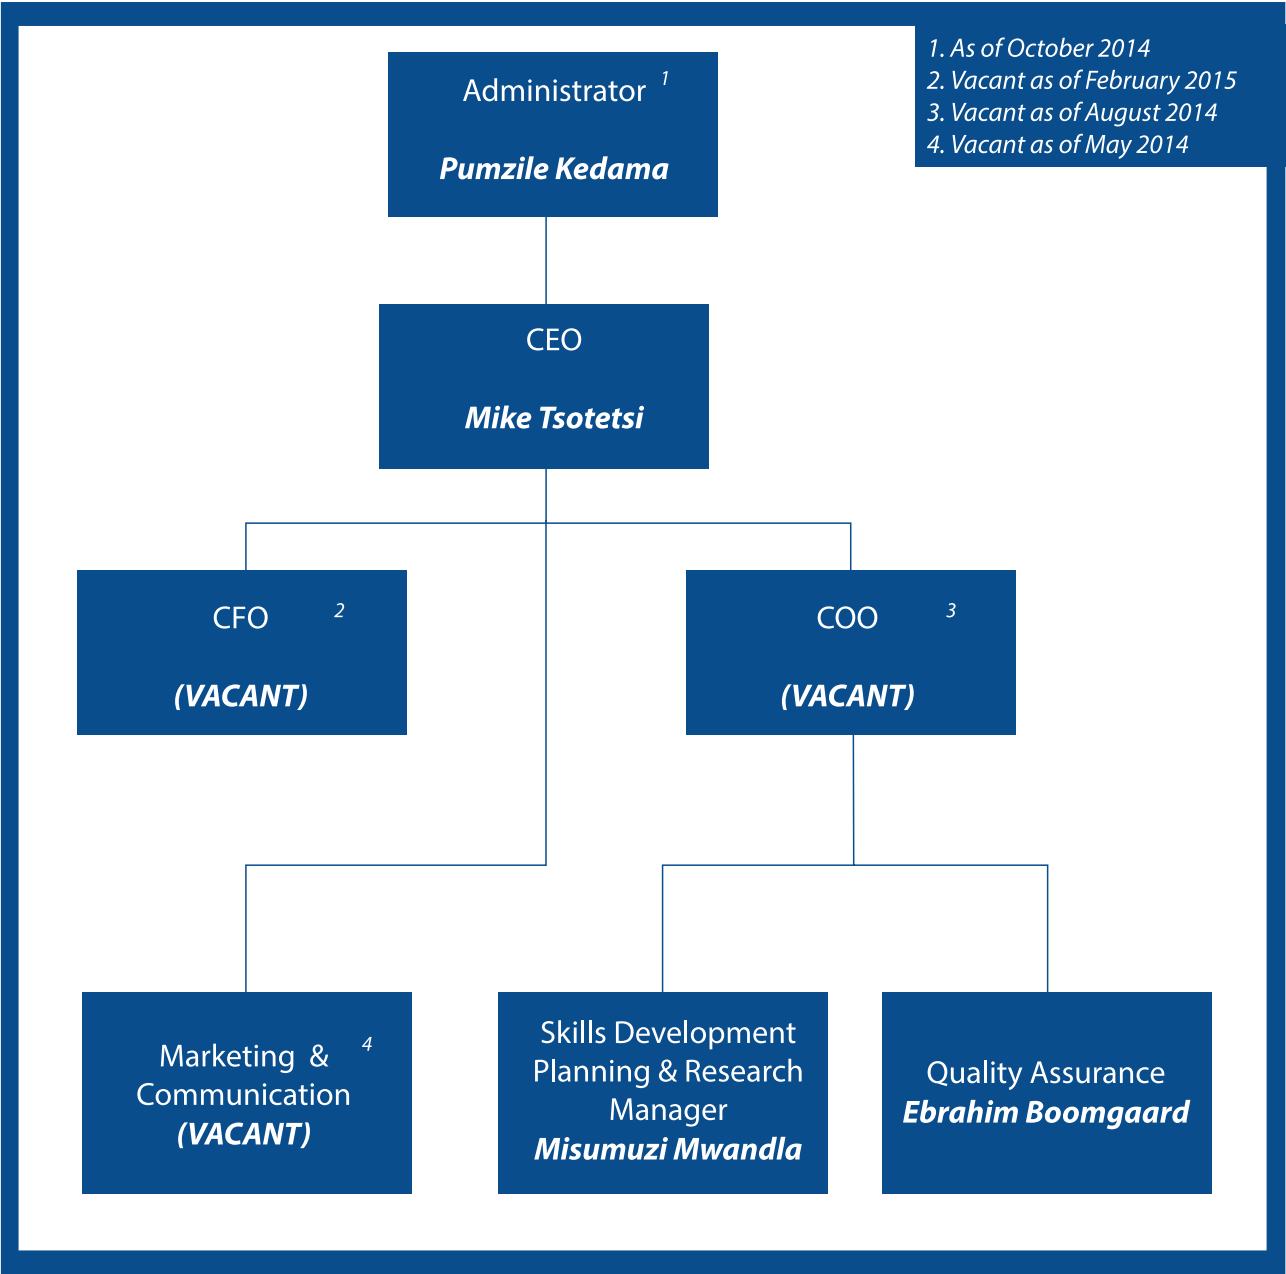 1. As of October 2014
2. Vacant as of February 2015
3. Vacant as of August 2014
4. Vacant as of May 2014
Administrator 1
Pumzile Kedama
CEO
Mike Tsotetsi
CFO 2
(VACANT)
COO 3
(VACANT)
Marketing & 4
Communication
(VACANT)
Skills Development
Planning & Research
Manager
Misumuzi Mwandla
Quality Assurance
Ebrahim Boomgaard